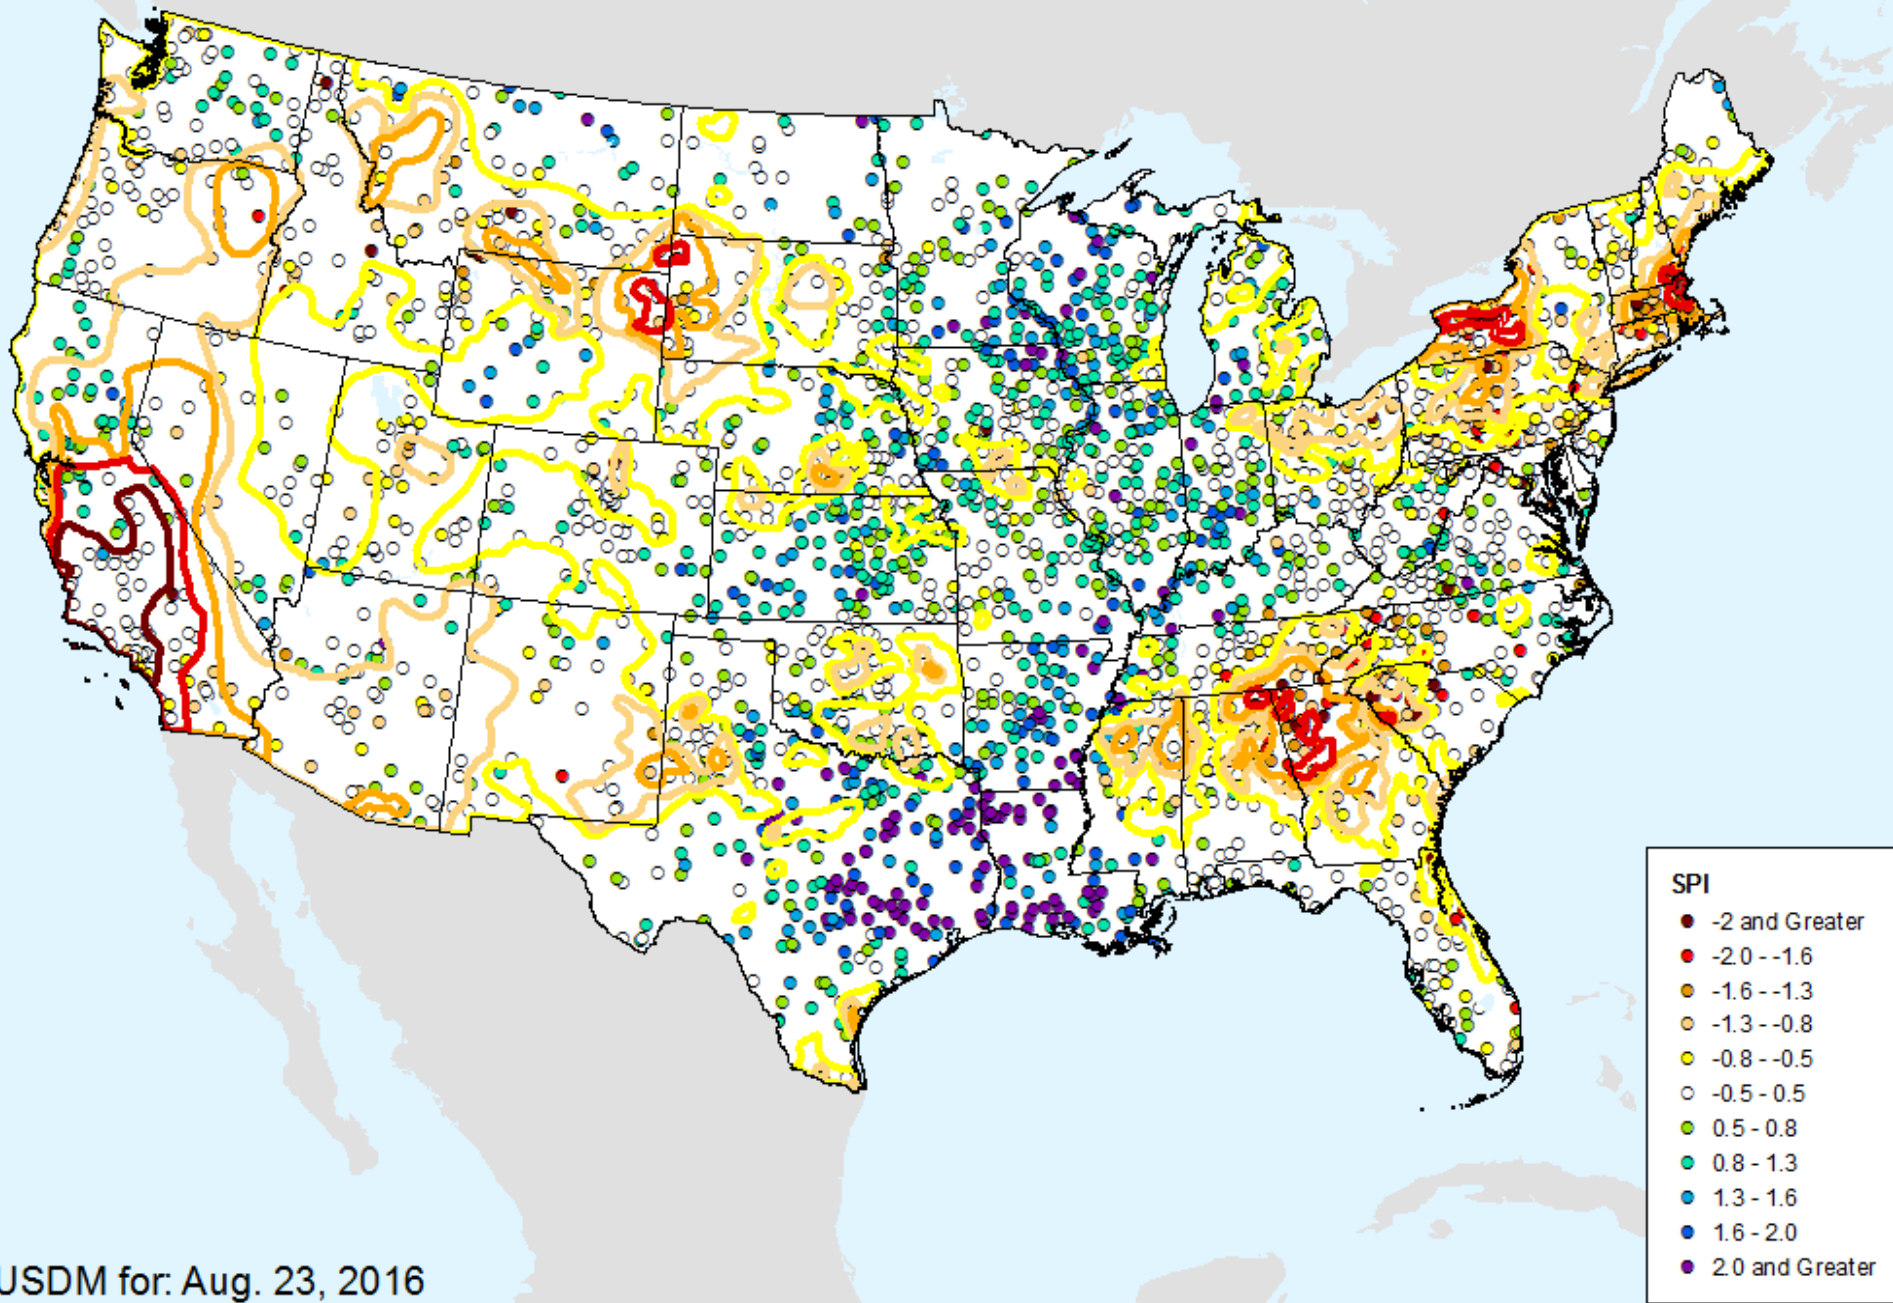 SPI
-2 and Greater
-2.0 - -1.6
-1.6 - -1.3
-1.3 - -0.8
-0.8 - -0.5
-0.5 - 0.5
0.5 - 0.8
0.8 - 1.3
1.3 - 1.6
1.6 - 2.0
2.0 and Greater
USDM for: Aug. 23, 2016